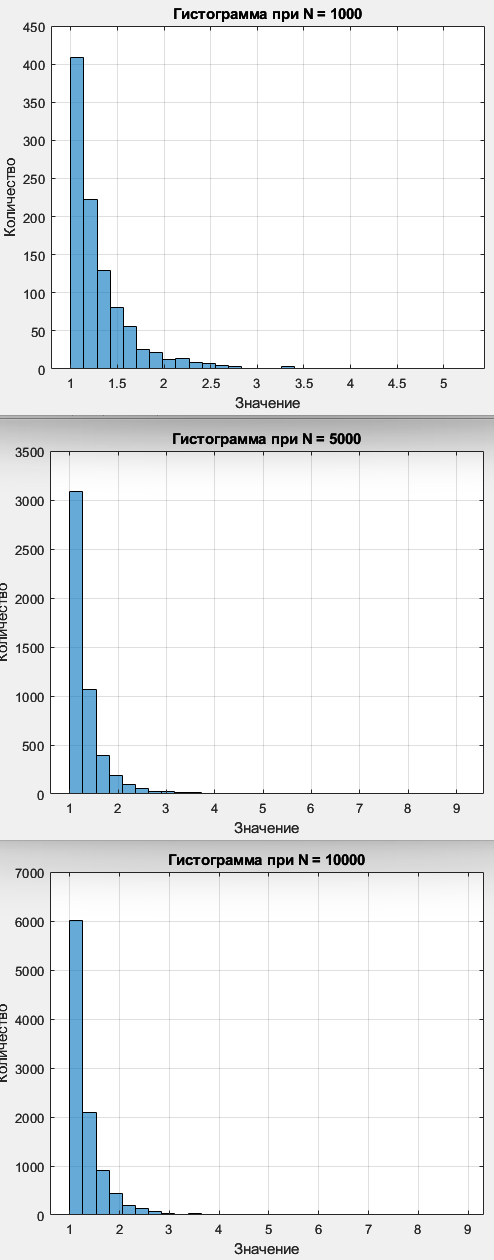 Гистограмма при N = 1000
450
400
350
300
250
200
150
100
50
0
Количество
1 1.5 2 2.5 3 3.5 4 4.5 5
Значение
Гистограмма при N = 5000
3500
3000
2500
2000
1500
1000
500
0
Количество
1 2 3 4 5 6 7 8 9
Значение
Гистограмма при N = 10000
7000
6000
5000
4000
3000
2000
1000
0
Количество
1 2 3 4 5 6 7 8 9
Значение